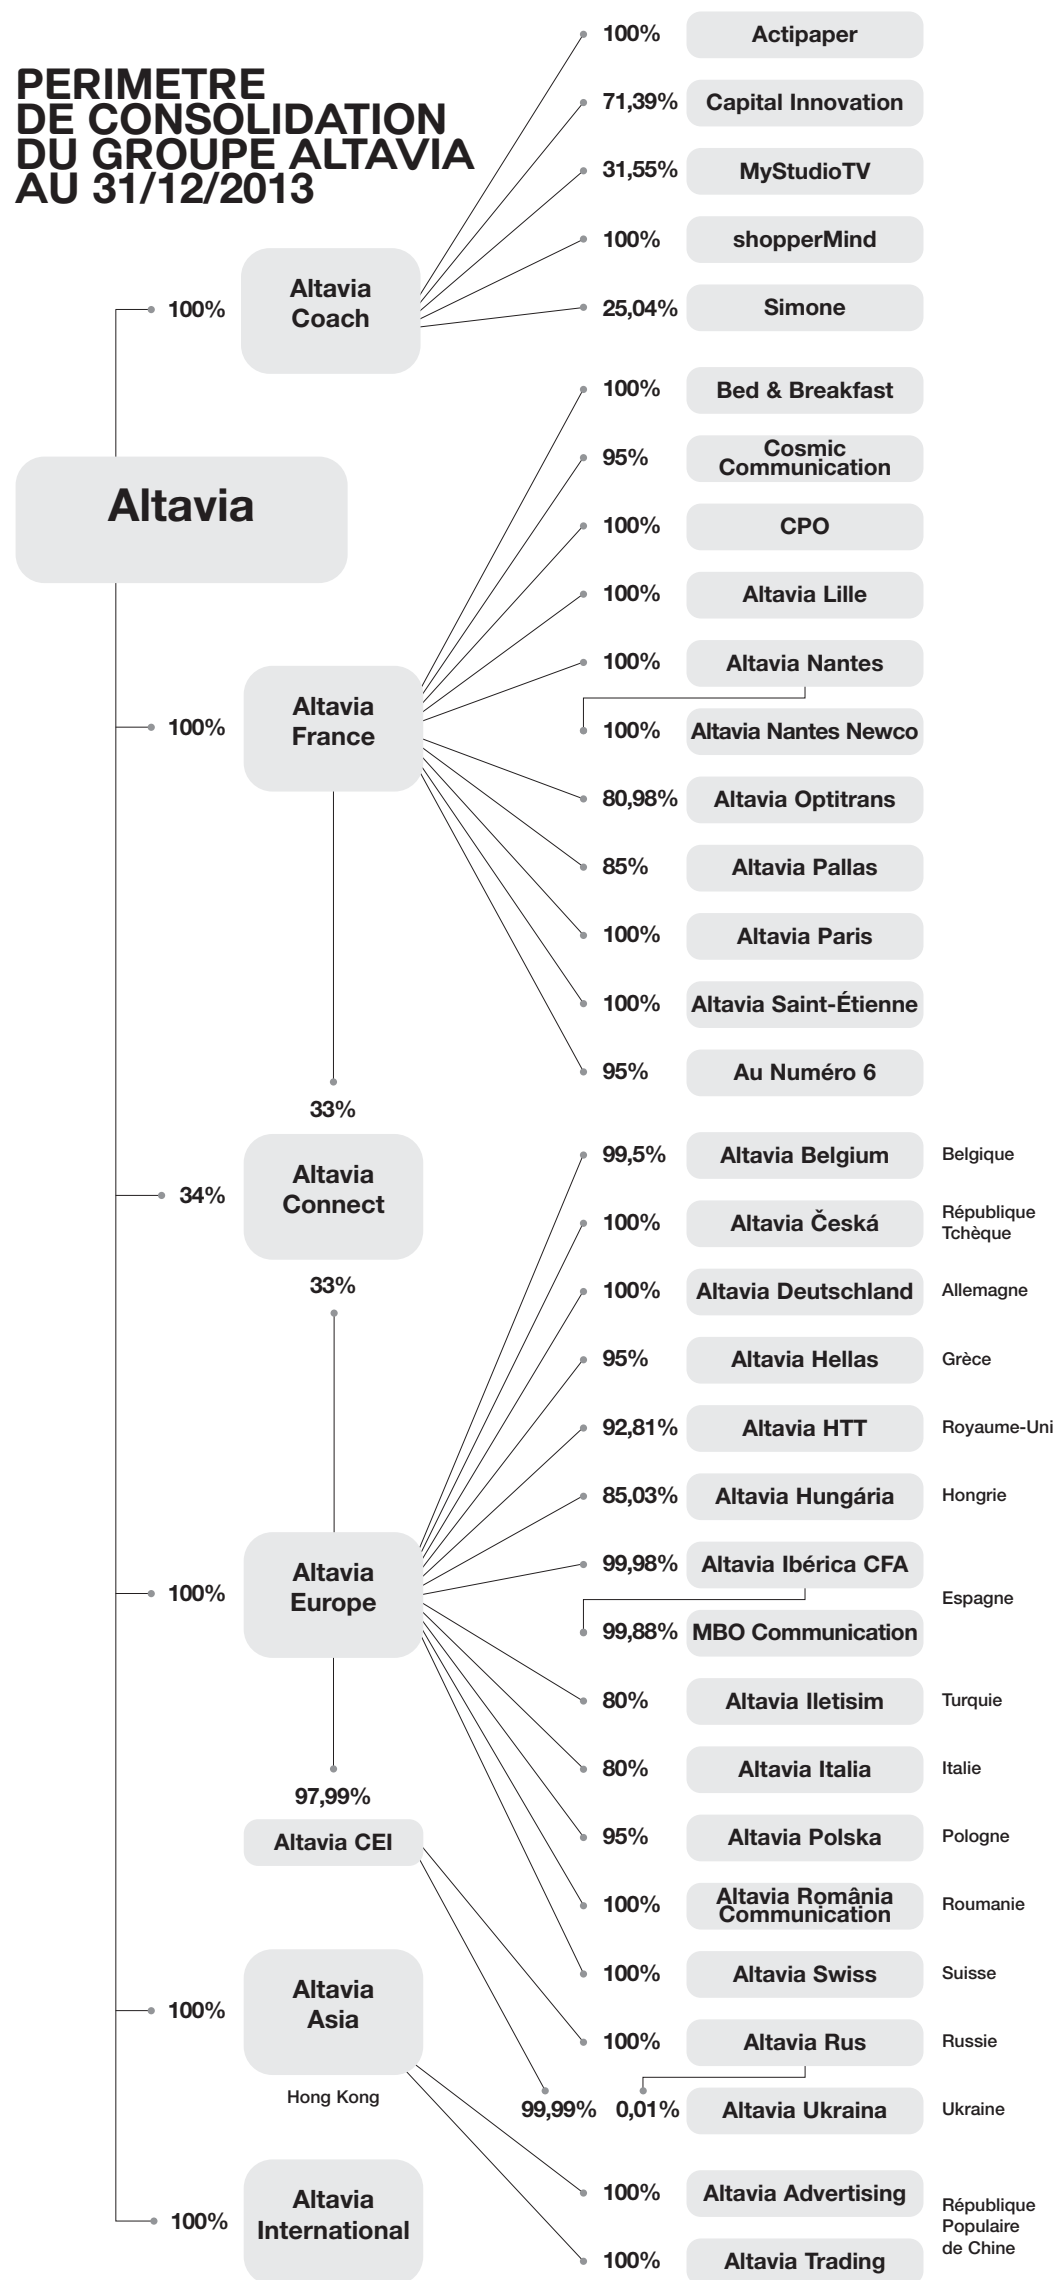 PERIMETRE
DE CONSOLIDATION
DU GROUPE ALTAVIA
AU 31/12/2013
100% Actipaper
71,39% Capital Innovation
31,55% MyStudioTV
100% shopperMind
25,04% Simone
100%
Altavia
Coach
100% Bed & Breakfast
95% Cosmic
Communication
100% CPO
100% Altavia Lille
100% Altavia Nantes
100% Altavia Nantes Newco
80,98% Altavia Optitrans
85% Altavia Pallas
100% Altavia Paris
100% Altavia Saint-Étienne
95% Au Numéro 6
Altavia
100%
Altavia
France
33%
34%
Altavia
Connect
33%
99,5% Altavia Belgium Belgique
100% Altavia Česká République
Tchèque
100% Altavia Deutschland Allemagne
95% Altavia Hellas Grèce
92,81% Altavia HTT Royaume-Uni
85,03% Altavia Hungária Hongrie
99,98% Altavia Ibérica CFA
Espagne
99,88% MBO Communication
80% Altavia Iletisim Turquie
80% Altavia Italia Italie
95% Altavia Polska Pologne
100% Altavia România
Communication Roumanie
100% Altavia Swiss Suisse
100%
Altavia
Europe
97,99%
Altavia CEI
100% Altavia Rus Russie
99,99% 0,01% Altavia Ukraina Ukraine
100%
Altavia
Asia
Hong Kong
100% Altavia Advertising
République
Populaire
de Chine
100% Altavia Trading
100%
Altavia
International